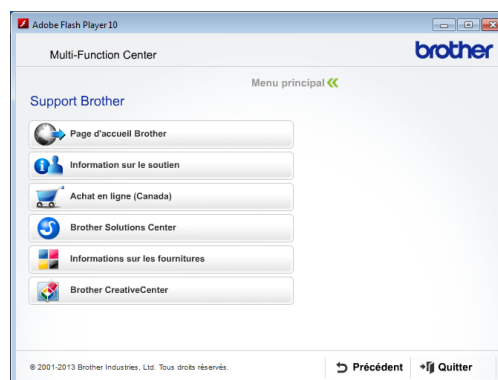 Adobe Flash Player 10
Multi-Function Center
brother
Menu principal
Support Brother
Page d'accueil Brother
Information sur le soutien
Achat en ligne (Canada)
Brother Solutions Center
Informations sur les fournitures
Brother CreativeCenter
© 2001-2013 Brother Industries, Ltd. Tous droits réservés.
Précédent
Quitter